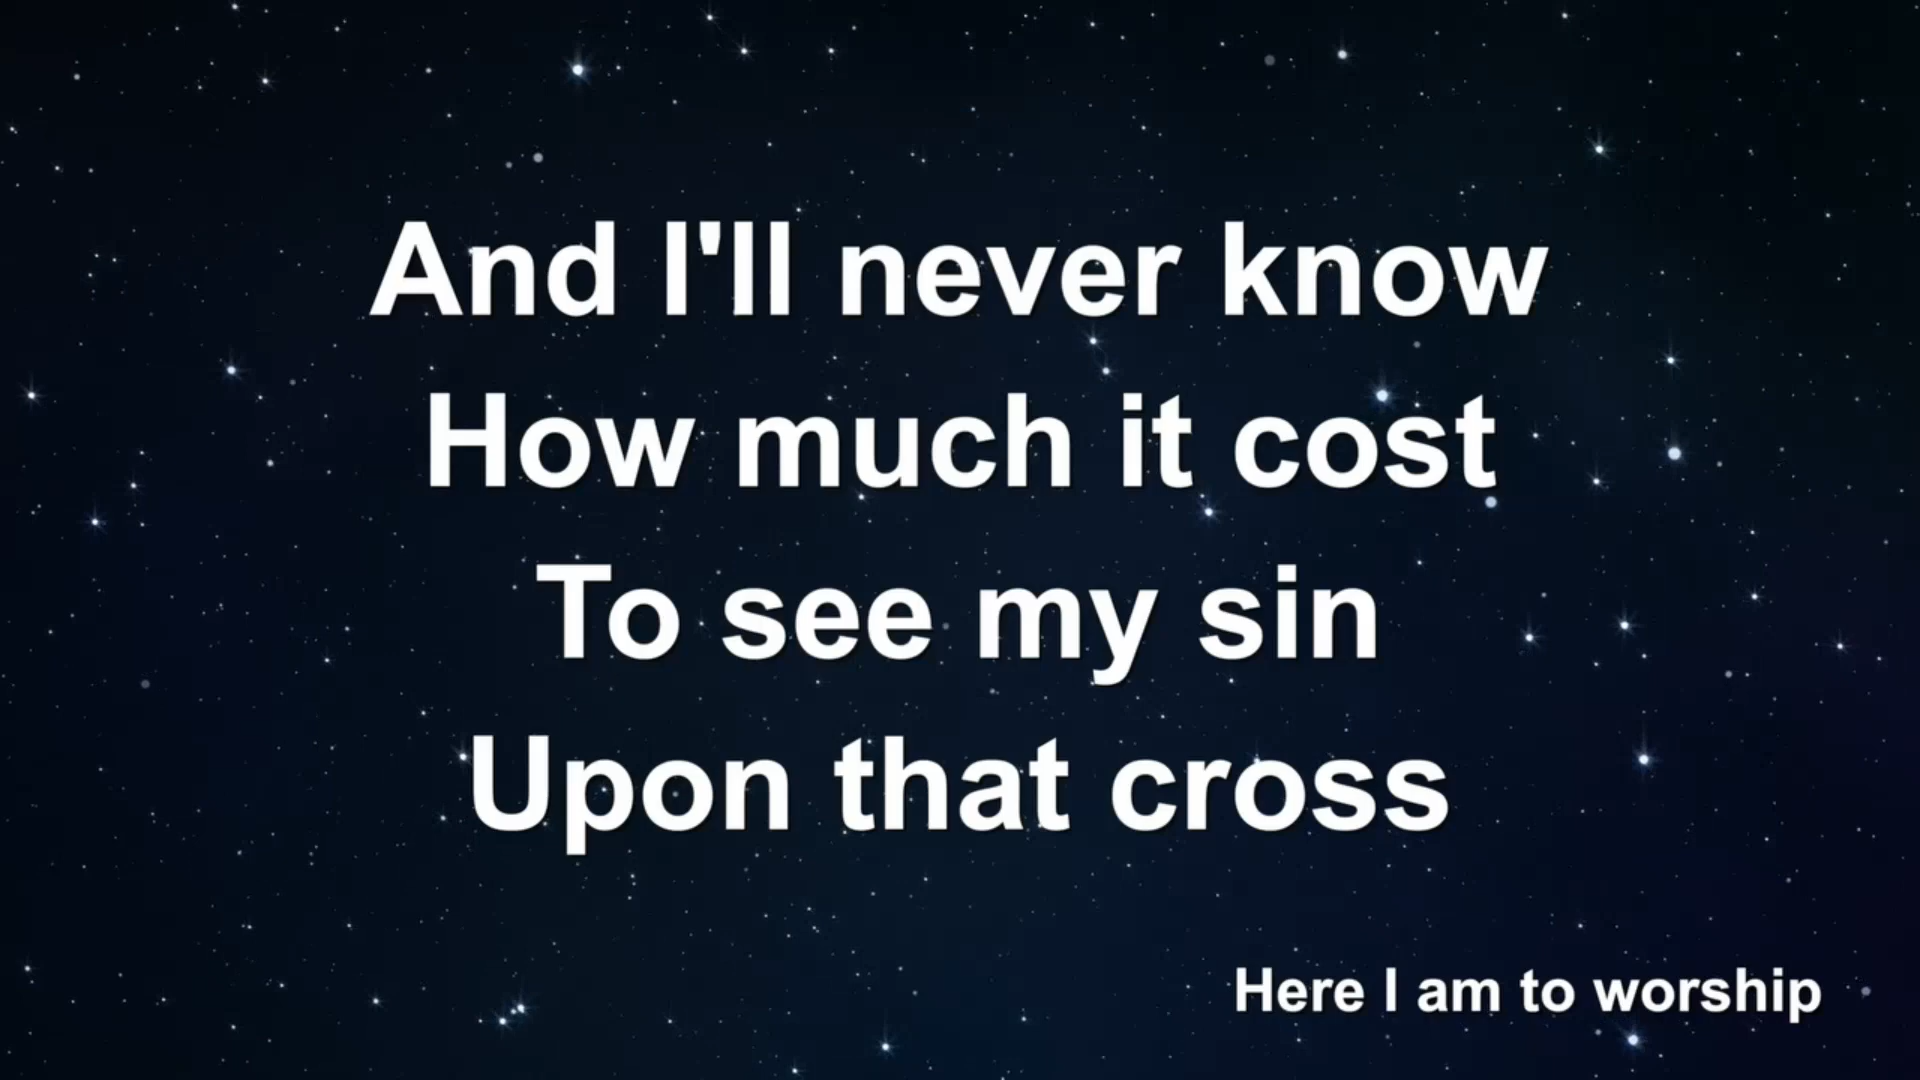 And I'll never know
How much it cost
To see my sin
Upon that cross
Here I am to worship